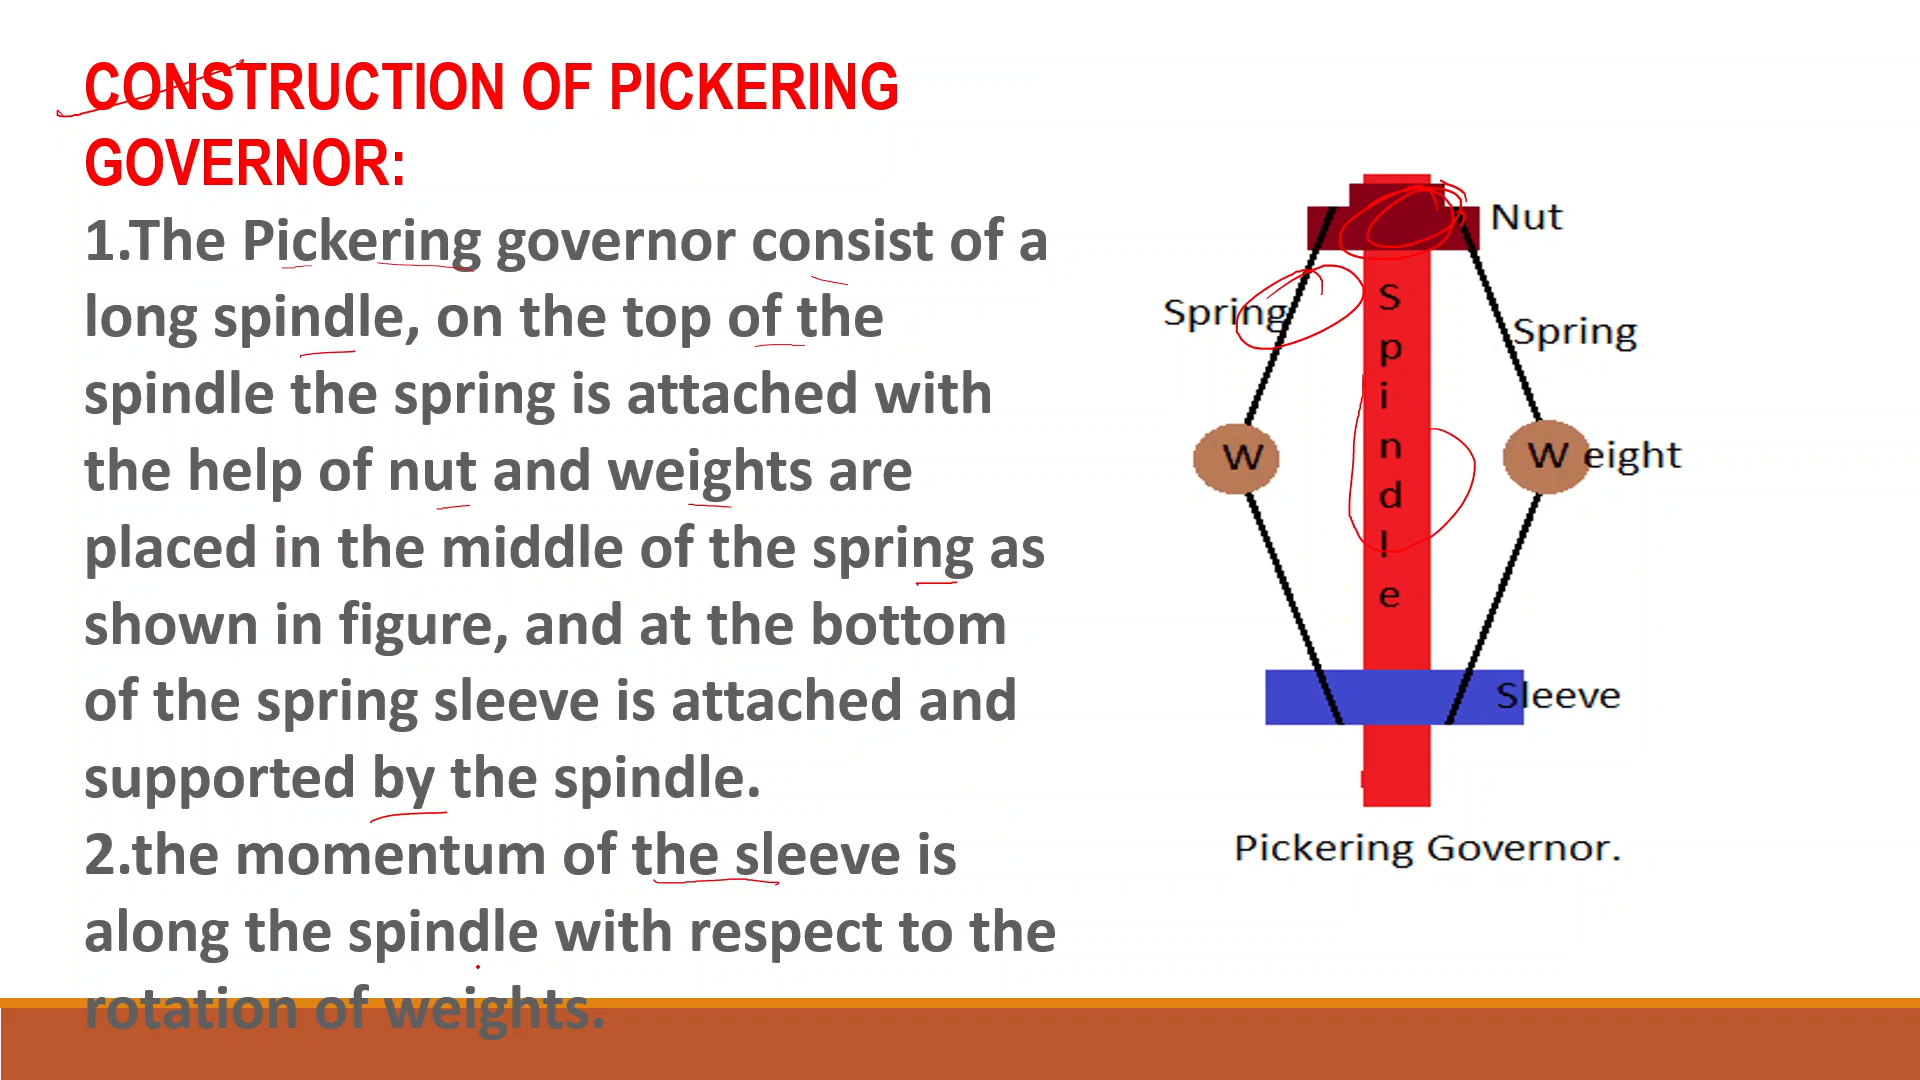 CONSTRUCTION OF PICKERING
GOVERNOR:
1.The Pickering governor consist of a
long spindle, on the top of the
spindle the spring is attached with
the help of nut and weights are
placed in the middle of the spring as
shown in figure, and at the bottom
of the spring sleeve is attached and
supported by the spindle.
2.the momentum of the sleeve is
along the spindle with respect to the
rotation of weights.
Nut
Spring
Spring
Spindle
W
Weight
Sleeve
Pickering Governor.